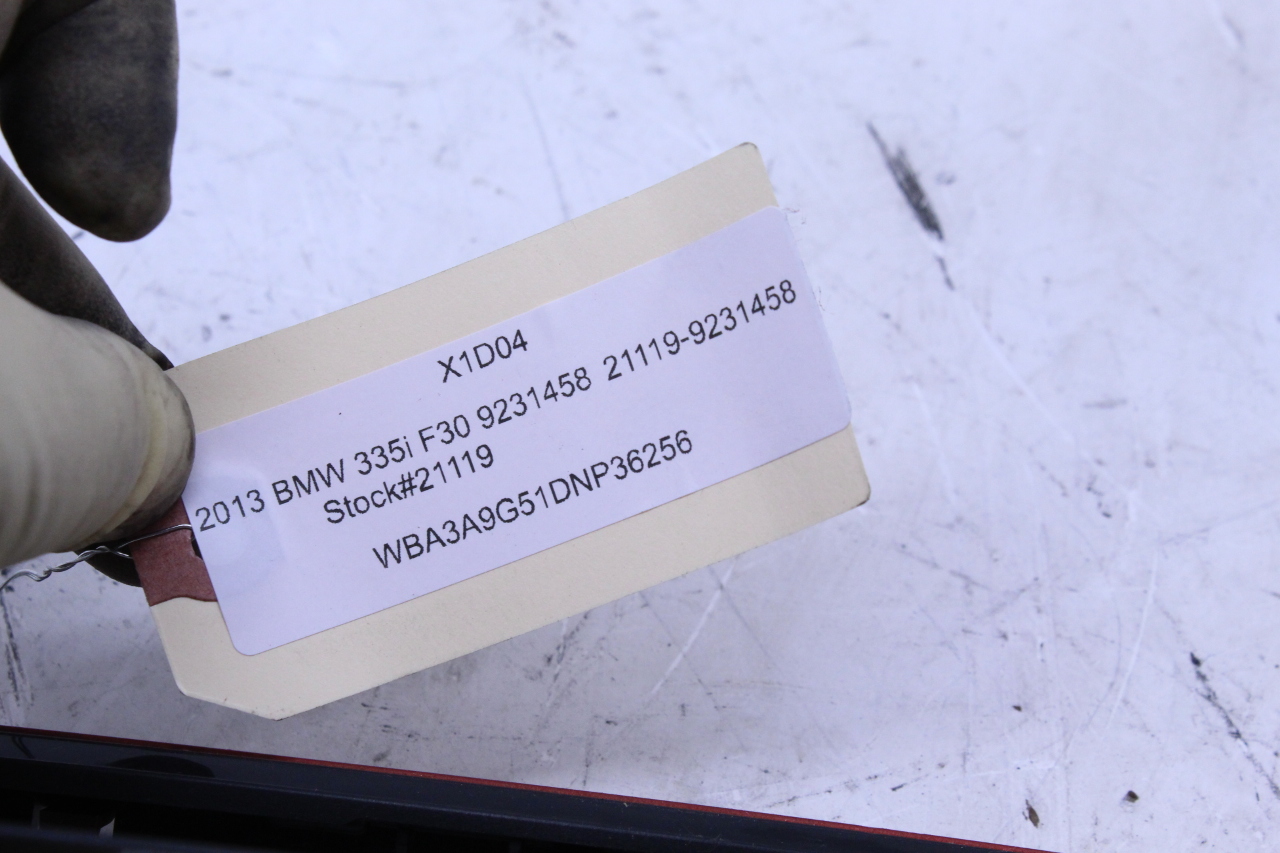 X1D04
2013 BMW 335i F30 9231458 21119-9231458
Stock#21119
WBA3A9G51DNP36256